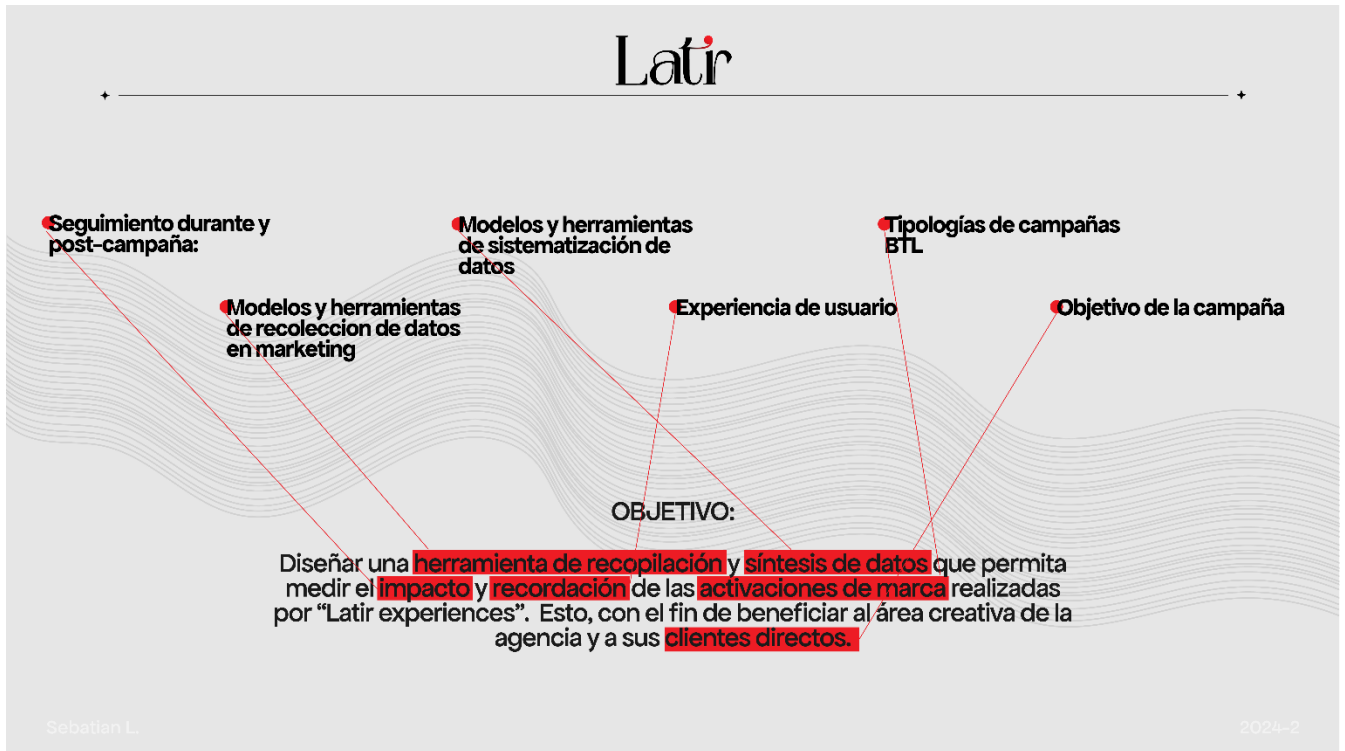 Latir
Seguimiento durante y
post-campaña:
Modelos y herramientas
de sistematización de
datos
Tipologías de campañas
BTL
Modelos y herramientas
de recoleccion de datos
en marketing
Experiencia de usuario
Objetivo de la campaña
OBJETIVO:
Diseñar una herramienta de recopilación y síntesis de datos que permita
medir el impacto y recordación de las activaciones de marca realizadas
por “Latir experiences”. Esto, con el fin de beneficiar al área creativa de la
agencia y a sus clientes directos.
Sebatian L.
2024-2